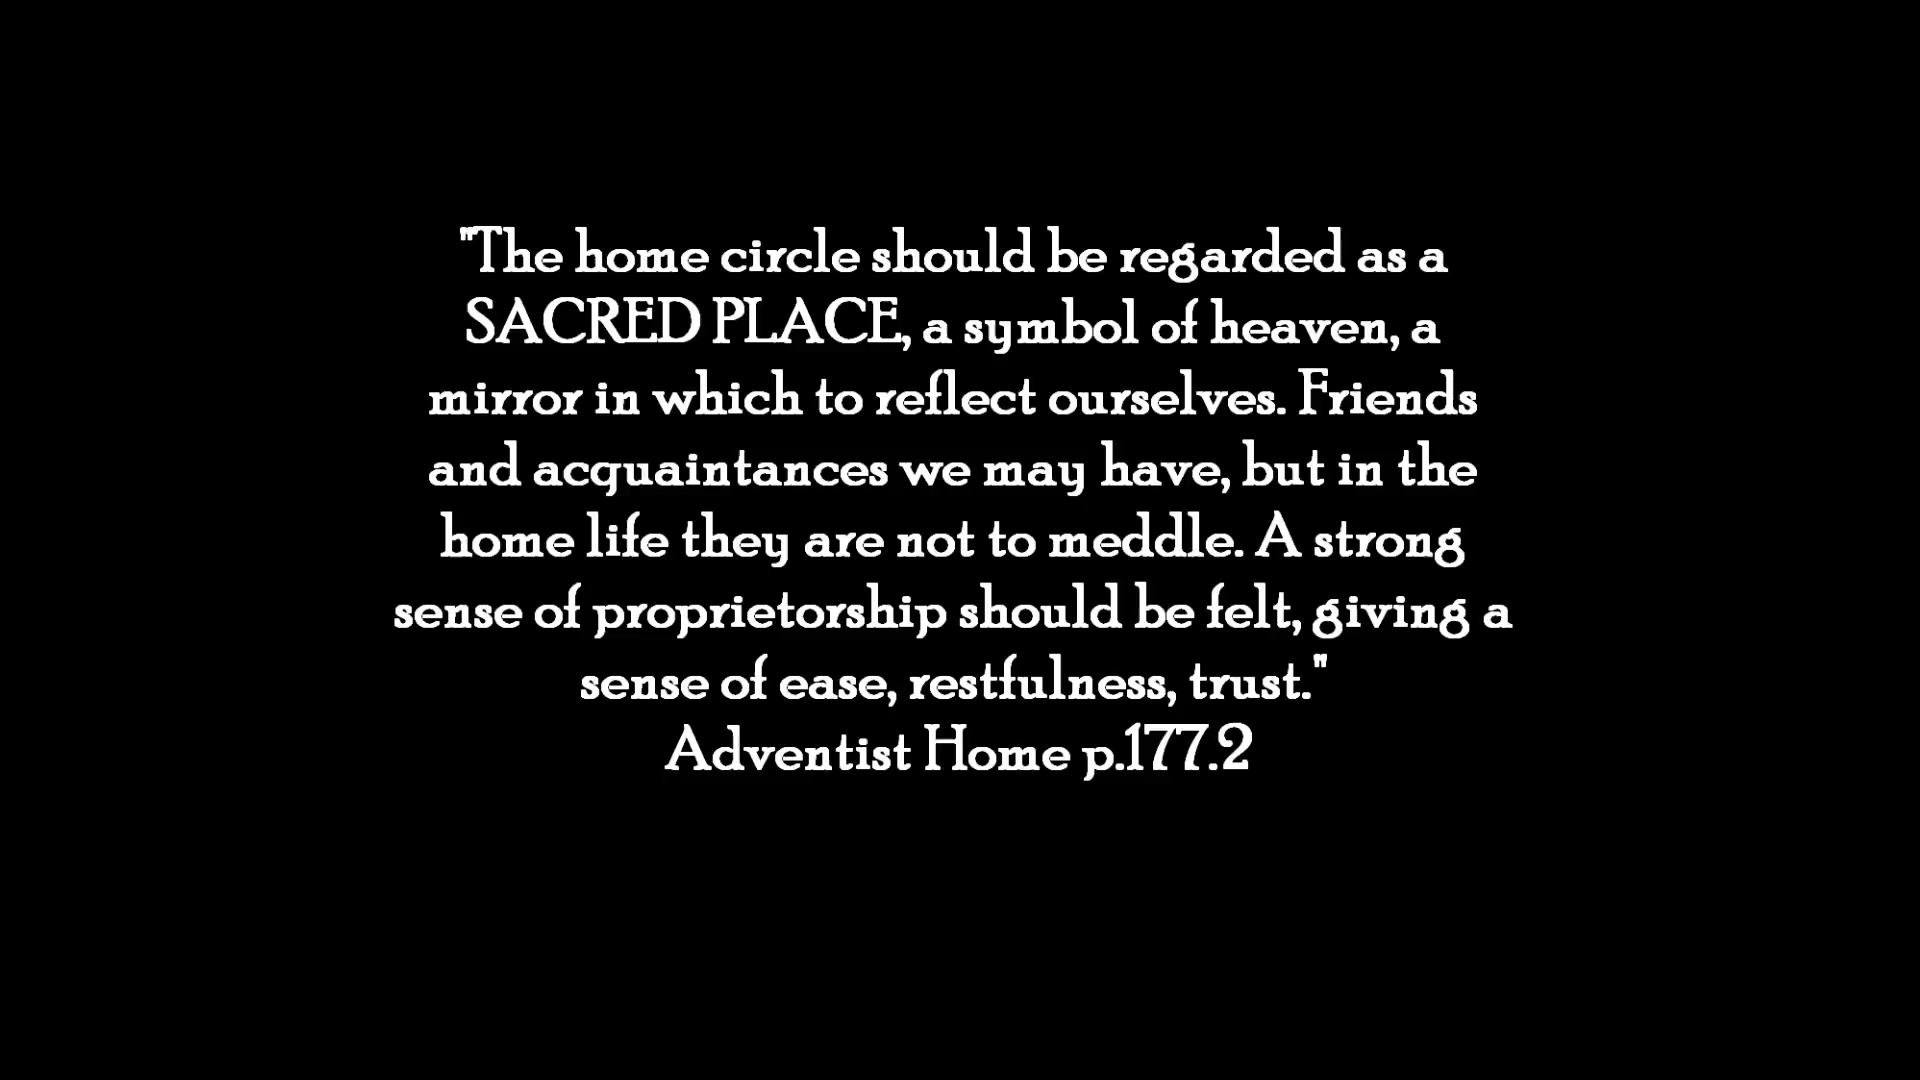 "The home circle should be regarded as a
SACRED PLACE, a symbol of heaven, a
mirror in which to reflect ourselves. Friends
and acquaintances we may have, but in the
home life they are not to meddle. A strong
sense of proprietorship should be felt, giving a
sense of ease, restfulness, trust."
Adventist Home p.177.2